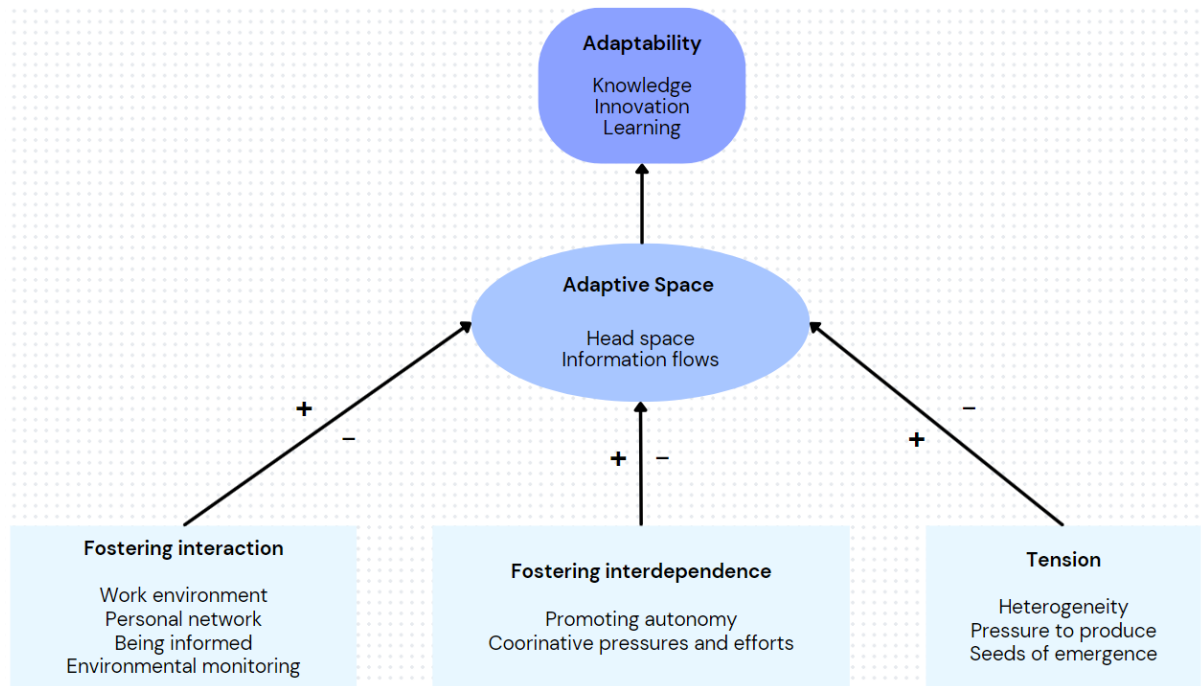 Adaptability
Knowledge
Innovation
Learning
Adaptive Space
Head space
Information flows
+
−
+
−
−
+
Fostering interaction
Work environment
Personal network
Being informed
Environmental monitoring
Fostering interdependence
Promoting autonomy
Coorinative pressures and efforts
Tension
Heterogeneity
Pressure to produce
Seeds of emergence